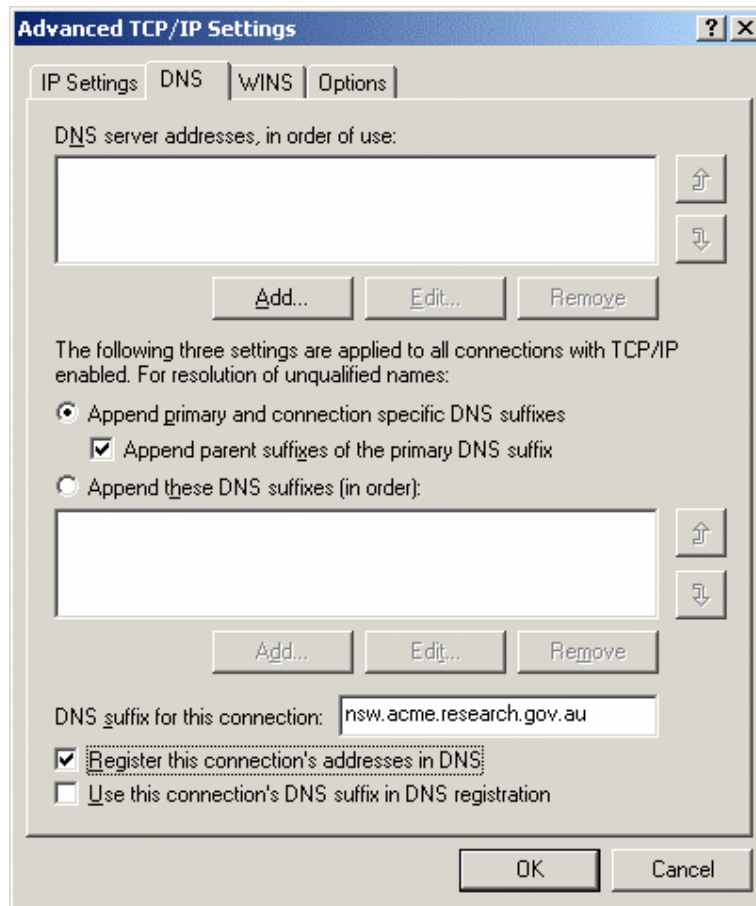 Advanced TCP/IP Settings
IP Settings DNS WINS Options
DNS server addresses, in order of use:
Add... Edit... Remove
The following three settings are applied to all connections with TCP/IP
enabled. For resolution of unqualified names:
Append primary and connection specific DNS suffixes
Append parent suffixes of the primary DNS suffix
Append these DNS suffixes (in order):
Add... Edit... Remove
DNS suffix for this connection: nsw.acme.research.gov.au
Register this connection's addresses in DNS
Use this connection's DNS suffix in DNS registration
OK Cancel